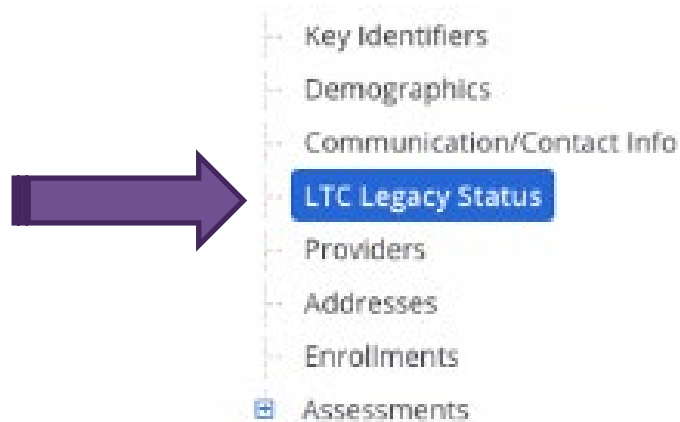 Key Identifiers
Demographics
Communication/Contact Info
LTC Legacy Status
Providers
Addresses
Enrollments
Assessments